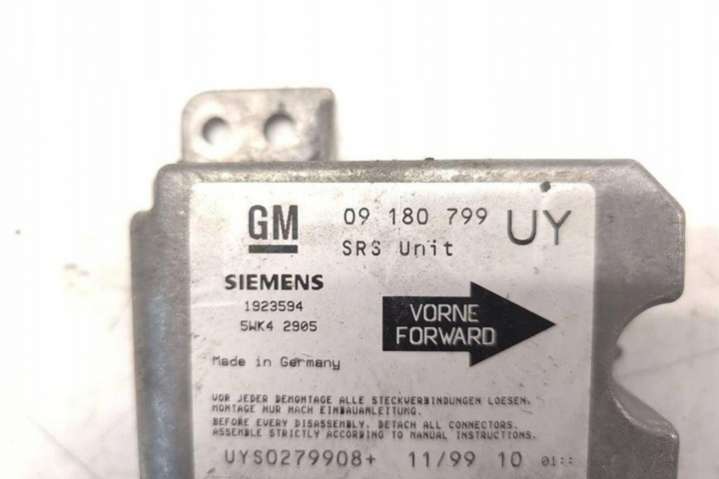 GM 09 180 799 UY
SRS Unit
SIEMENS
1923594
5WK4 2905
VORNE
FORWARD
Made in Germany
VOR JEDER DEMONTAGE ALLE STECKVERBINDUNGEN LOESEN.
MONTAGE NUR NACH EINBAUANLEITUNG.
BEFORE EVERY DISASSEMBLY, DETACH ALL CONNECTORS.
ASSEMBLE STRICTLY ACCORDING TO MANUAL INSTRUCTIONS.
UYS0279908+ 11/99 10